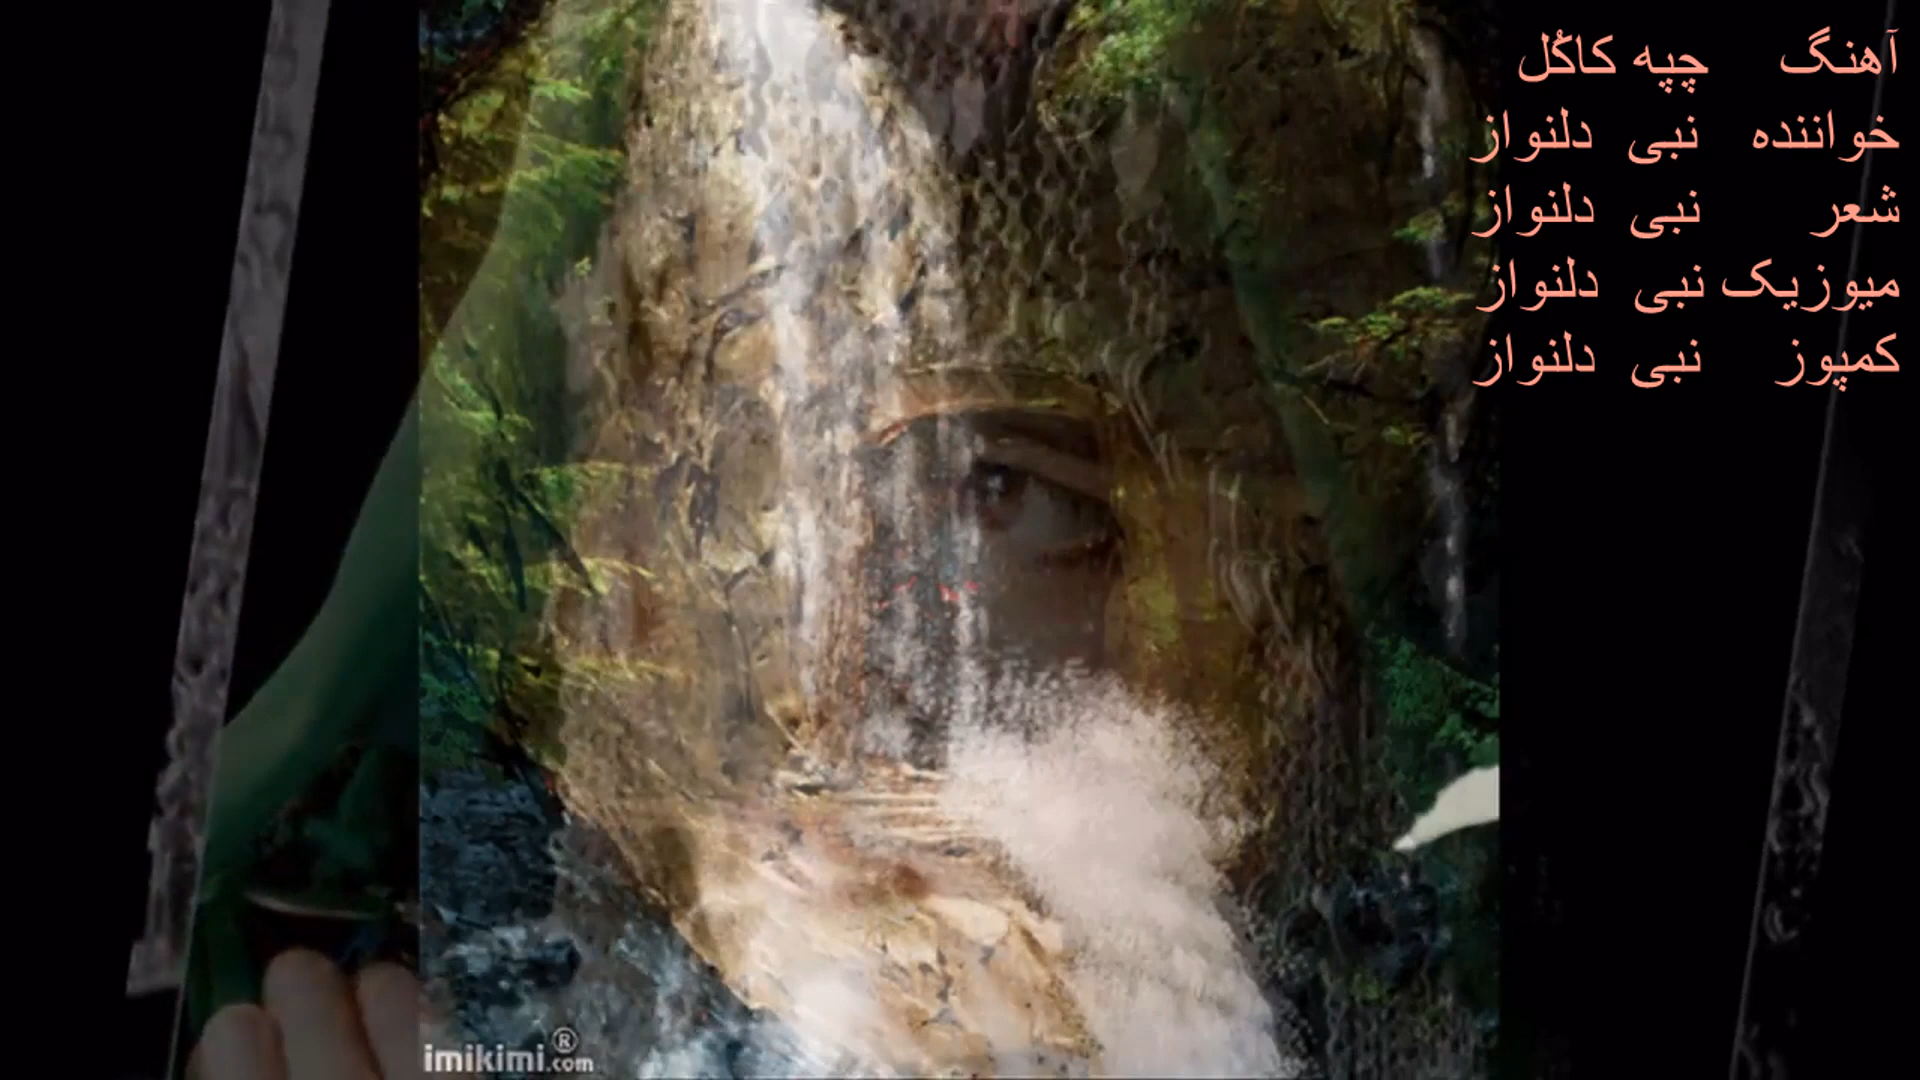 آهنگ چپه کاکُل
خواننده نبی دلنواز
شعر نبی دلنواز
میوزیک نبی دلنواز
کمپوز نبی دلنواز
imikimi.com®